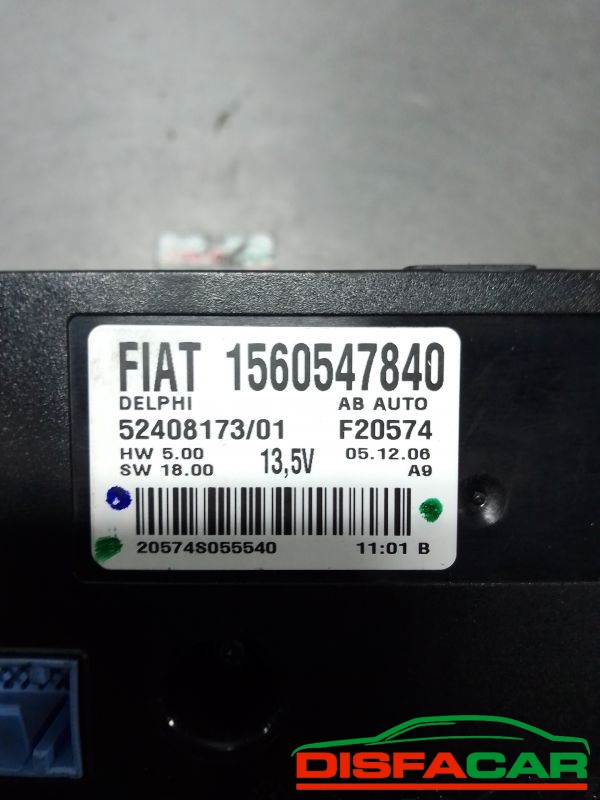 FIAT 1560547840
DELPHI AB AUTO
52408173/01 F20574
HW 5.00 13,5V 05.12.06
SW 18.00 A9
20574S055540 11:01 B
DISFACAR